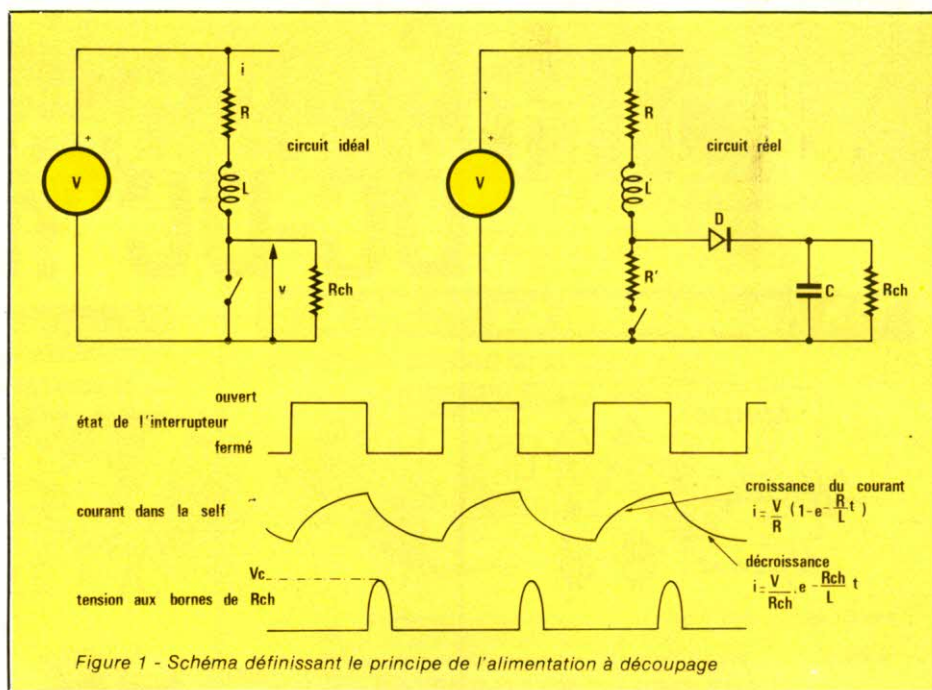 i
R
circuit idéal
+
V
L
v
Rch
R
circuit réel
+
V
L
D
R'
C
Rch
ouvert
état de l'interrupteur
fermé
courant dans la self
croissance du courant
i = V/R (1-e-R/L t)
Vc
décroissance
tension aux bornes de Rch
i = V/Rch . e - Rch/L t
Figure 1 - Schéma définissant le principe de l'alimentation à découpage